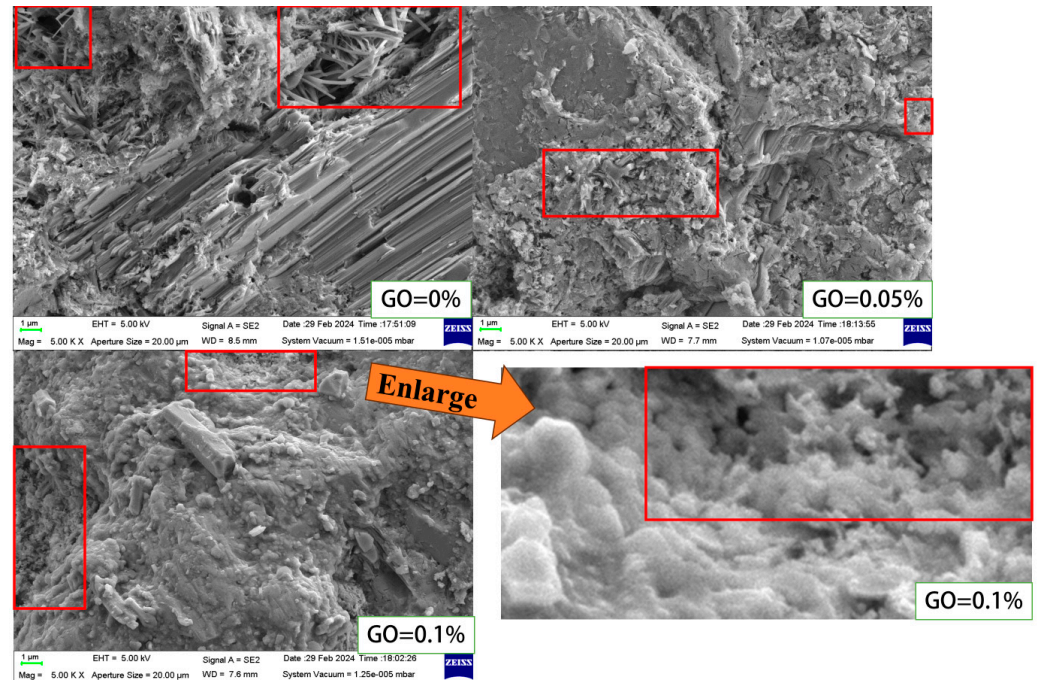 GO=0%
1 µm
EHT = 5.00 kV
Signal A = SE2
Date :29 Feb 2024 Time :17:51:09
ZEISS
Mag = 5.00 K X
Aperture Size = 20.00 µm
WD = 8.5 mm
System Vacuum = 1.51e-005 mbar
GO=0.05%
1 µm
EHT = 5.00 kV
Signal A = SE2
Date :29 Feb 2024 Time :18:13:55
ZEISS
Mag = 5.00 K X
Aperture Size = 20.00 µm
WD = 7.7 mm
System Vacuum = 1.07e-005 mbar
Enlarge
GO=0.1%
GO=0.1%
1 µm
EHT = 5.00 kV
Signal A = SE2
Date :29 Feb 2024 Time :18:02:26
ZEISS
Mag = 5.00 K X
Aperture Size = 20.00 µm
WD = 7.6 mm
System Vacuum = 1.25e-005 mbar